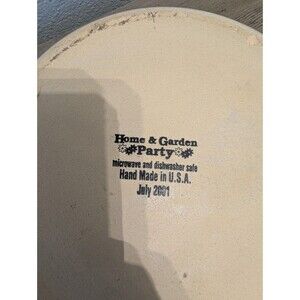 Home & Garden
Party
microwave and dishwasher safe
Hand Made in U.S.A.
July 2001